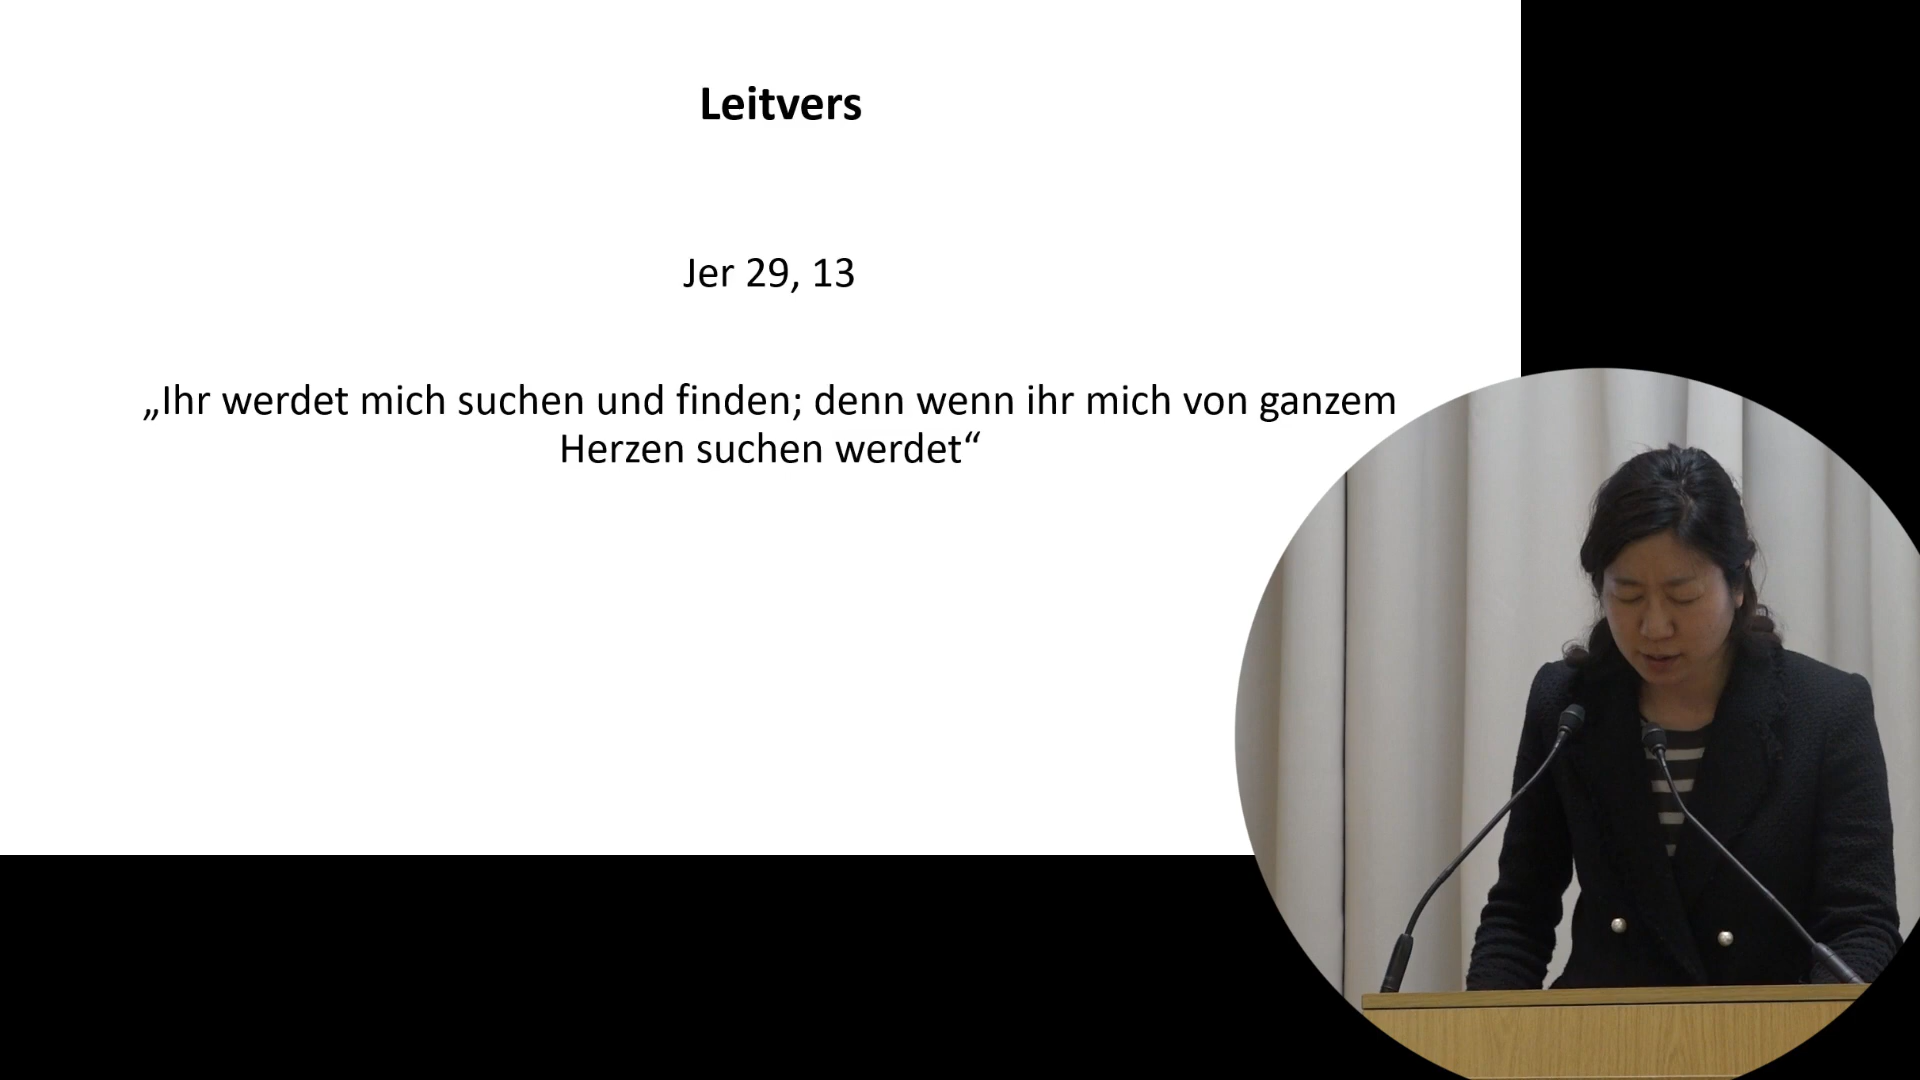 Leitvers
Jer 29, 13
„Ihr werdet mich suchen und finden; denn wenn ihr mich von ganzem
Herzen suchen werdet“